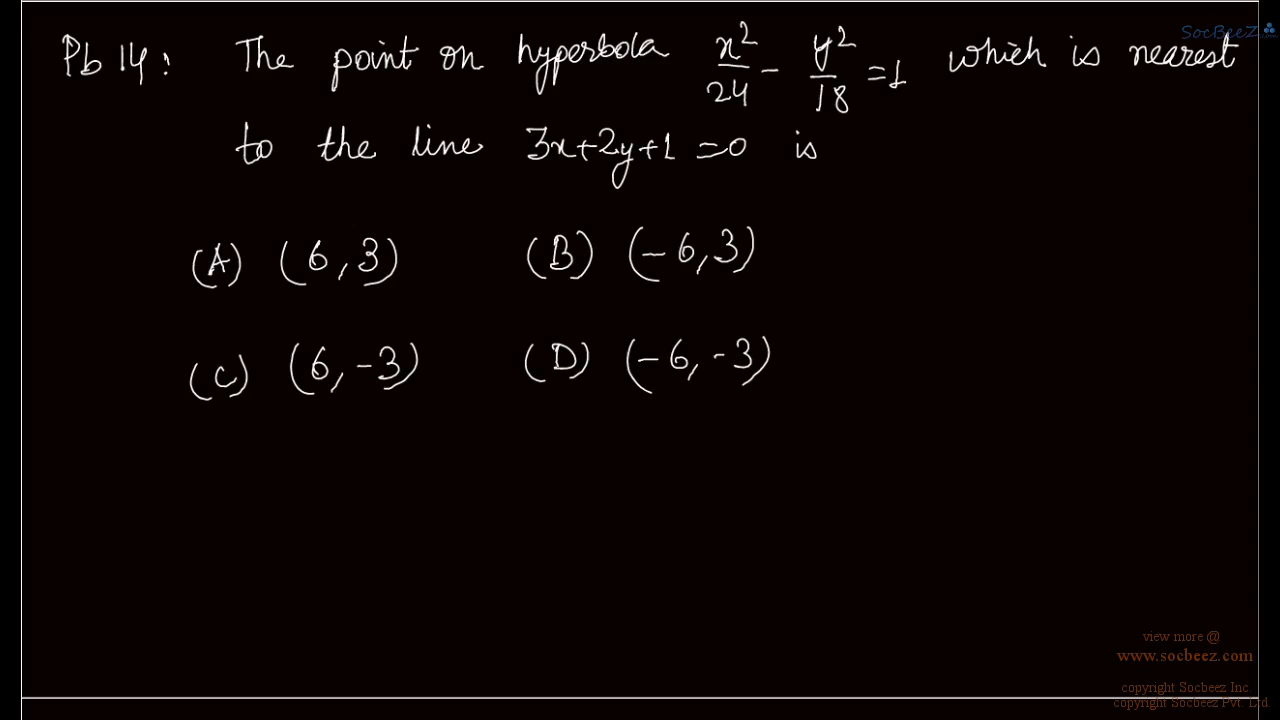 SocBeeZ
Pb 14: The point on hyperbola x²/24 - y²/18 = 1 which is nearest
to the line 3x+2y+1 = 0 is
(A) (6, 3) (B) (-6, 3)
(C) (6, -3) (D) (-6, -3)
view more @
www.socbeez.com
copyright Socbeez Inc.
copyright Socbeez Pvt. Ltd.